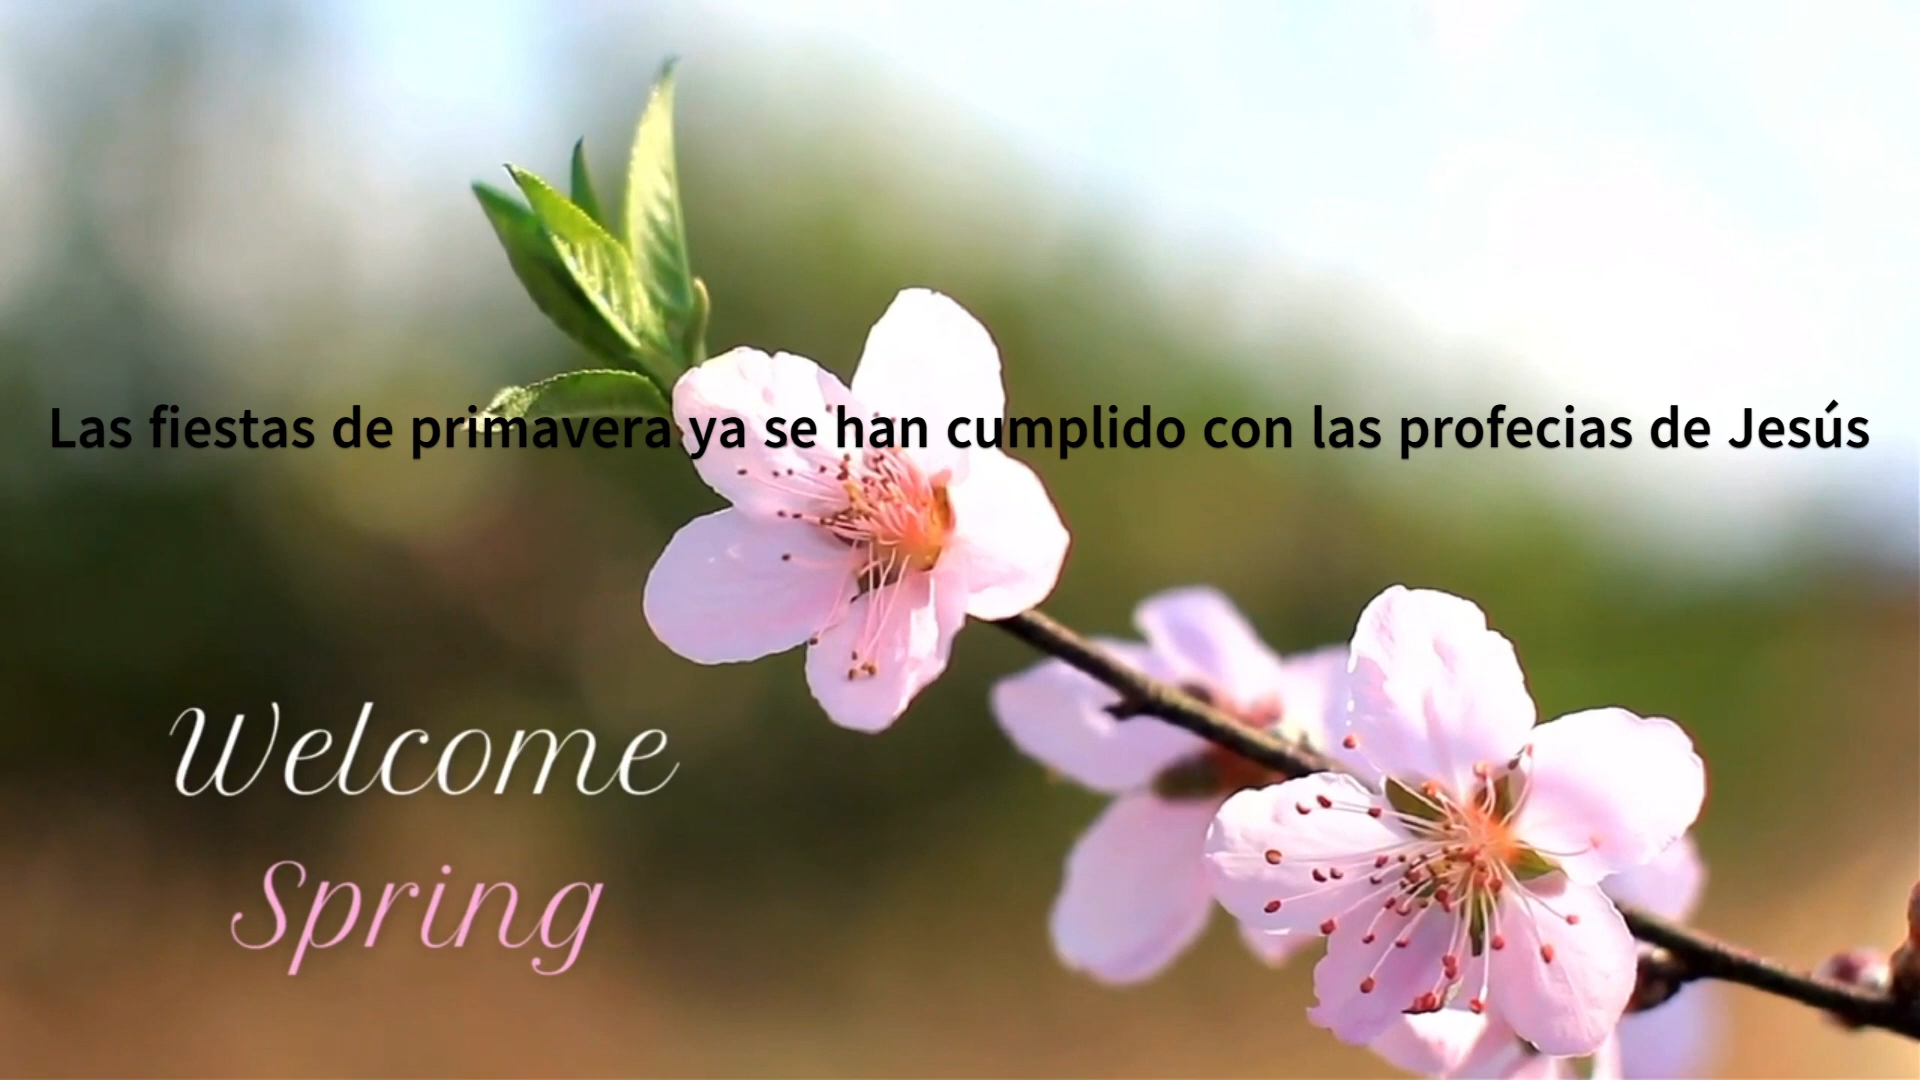 Las fiestas de primavera ya se han cumplido con las profecias de Jesús
Welcome
Spring